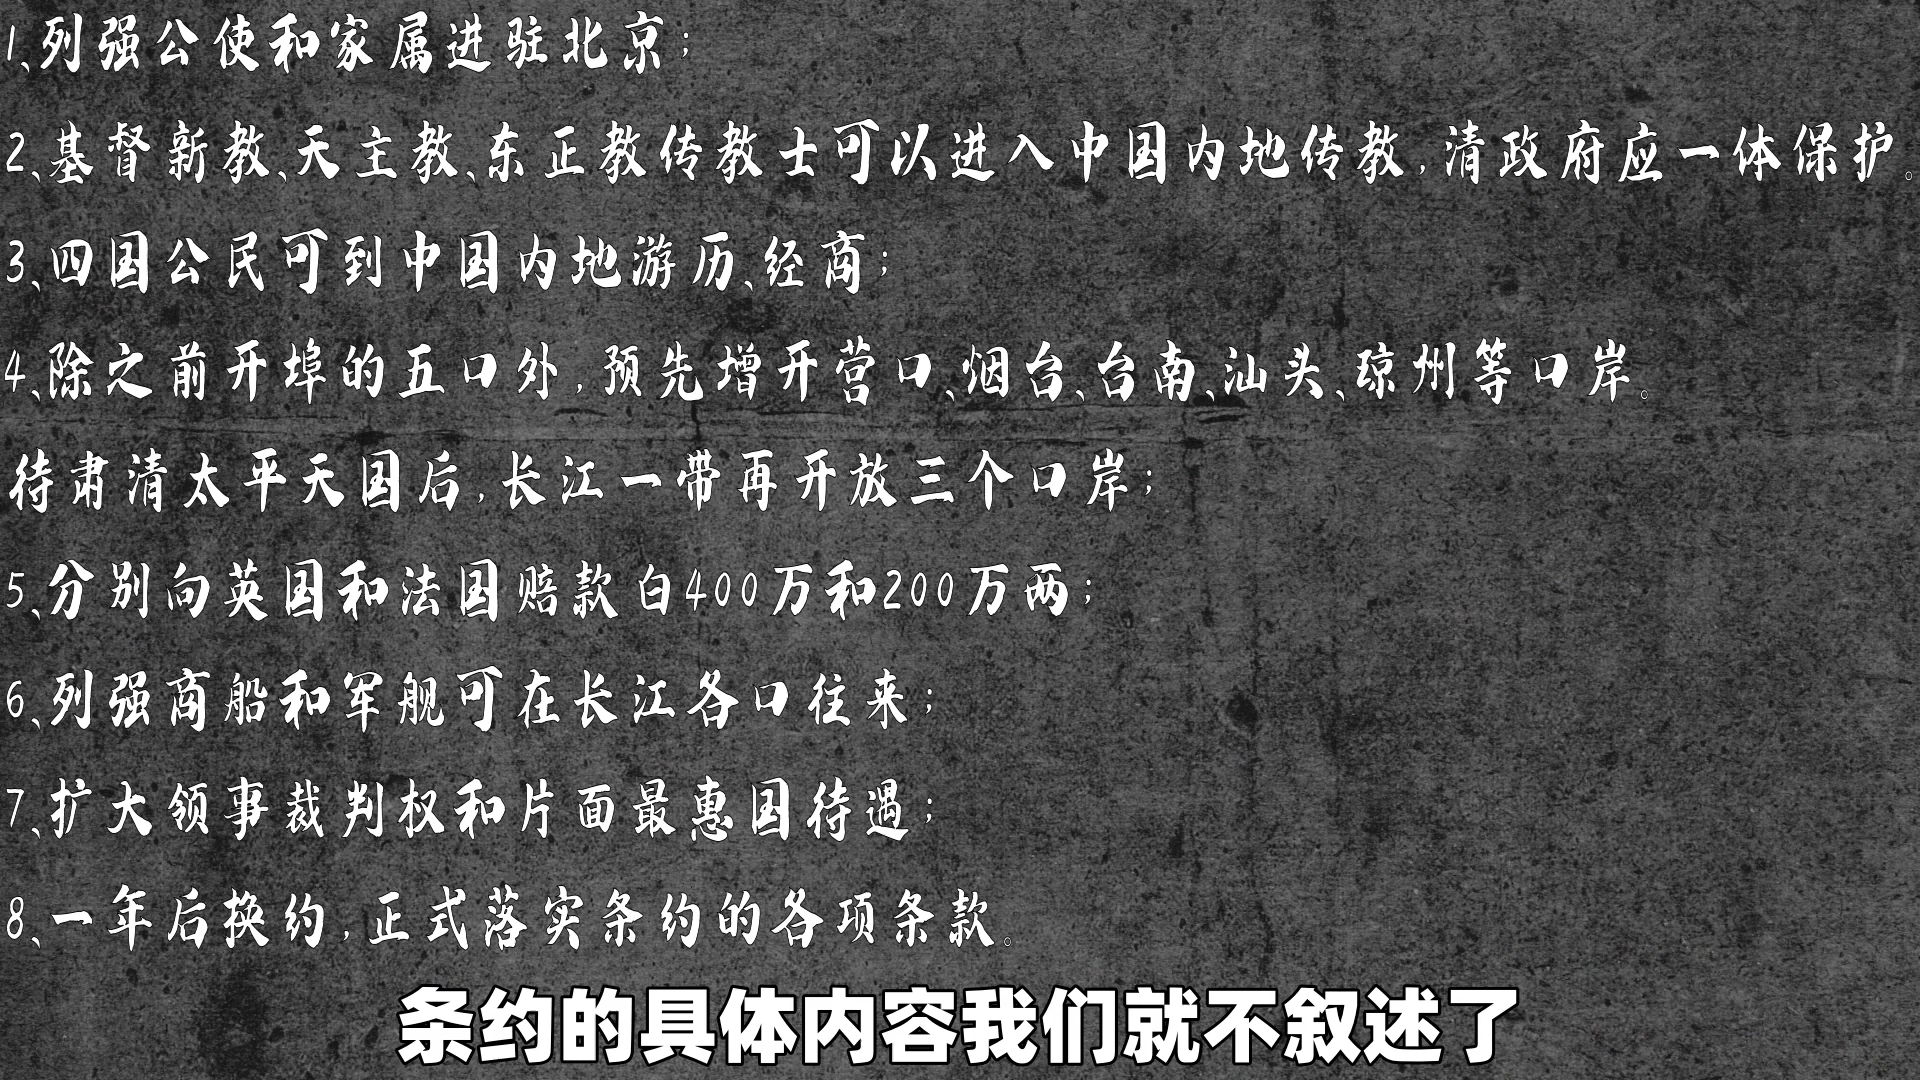 1、列强公使和家属进驻北京；
2、基督新教、天主教、东正教传教士可以进入中国内地传教，清政府应一体保护。
3、四国公民可到中国内地游历、经商；
4、除之前开埠的五口外，预先增开营口、烟台、台南、汕头、琼州等口岸。
待肃清太平天国后，长江一带再开放三个口岸；
5、分别向英国和法国赔款白400万和200万两；
6、列强商船和军舰可在长江各口往来；
7、扩大领事裁判权和片面最惠国待遇；
8、一年后换约，正式落实条约的各项条款。
条约的具体内容我们就不叙述了